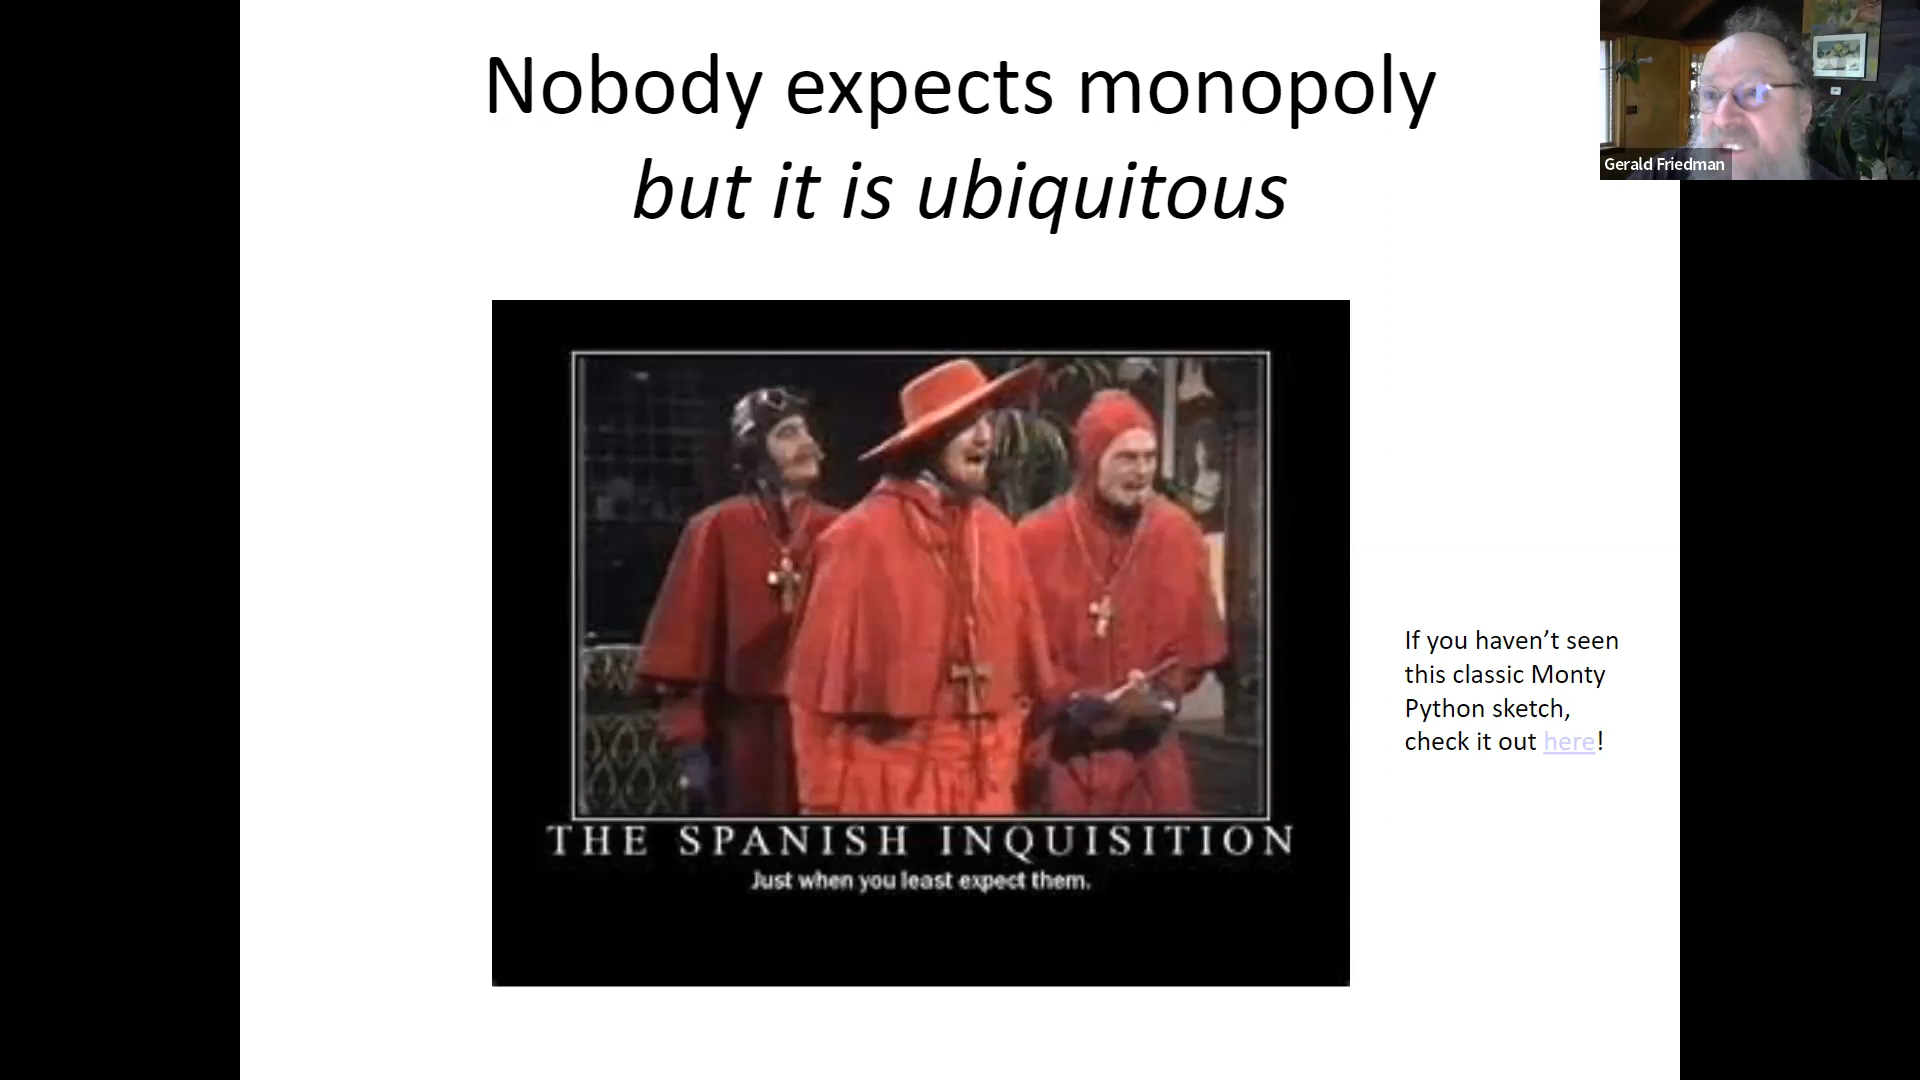 Nobody expects monopoly
but it is ubiquitous
Gerald Friedman
If you haven’t seen
this classic Monty
Python sketch,
check it out here!
THE SPANISH INQUISITION
Just when you least expect them.